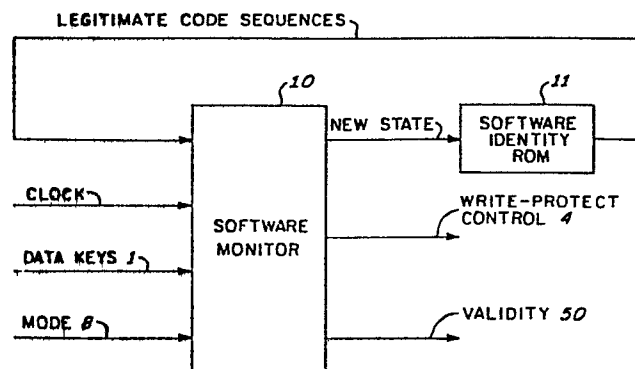 LEGITIMATE CODE SEQUENCES
10
11
NEW STATE
SOFTWARE
IDENTITY
ROM
CLOCK
WRITE-PROTECT
CONTROL 4
SOFTWARE
MONITOR
DATA KEYS 1
MODE 8
VALIDITY 50